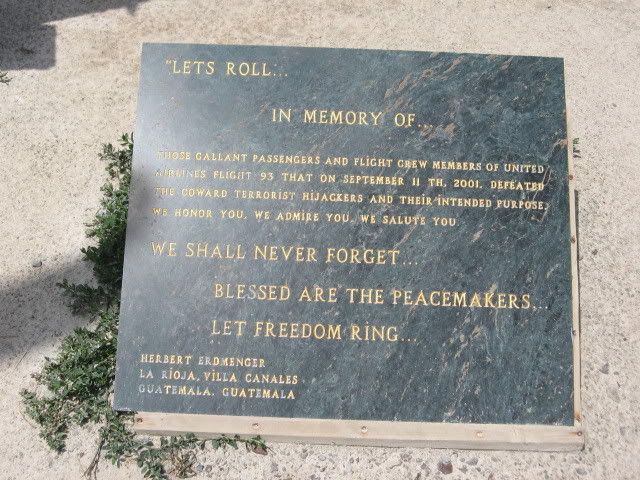 "LETS ROLL...
IN MEMORY OF...
THOSE GALLANT PASSENGERS AND FLIGHT CREW MEMBERS OF UNITED
AIRLINES FLIGHT 93 THAT ON SEPTEMBER 11 TH, 2001, DEFEATED
THE COWARD TERRORIST HIJACKERS AND THEIR INTENDED PURPOSE,
WE HONOR YOU, WE ADMIRE YOU, WE SALUTE YOU
WE SHALL NEVER FORGET...
BLESSED ARE THE PEACEMAKERS...
LET FREEDOM RING...
HERBERT ERDMENGER
LA RIOJA, VILLA CANALES
GUATEMALA, GUATEMALA